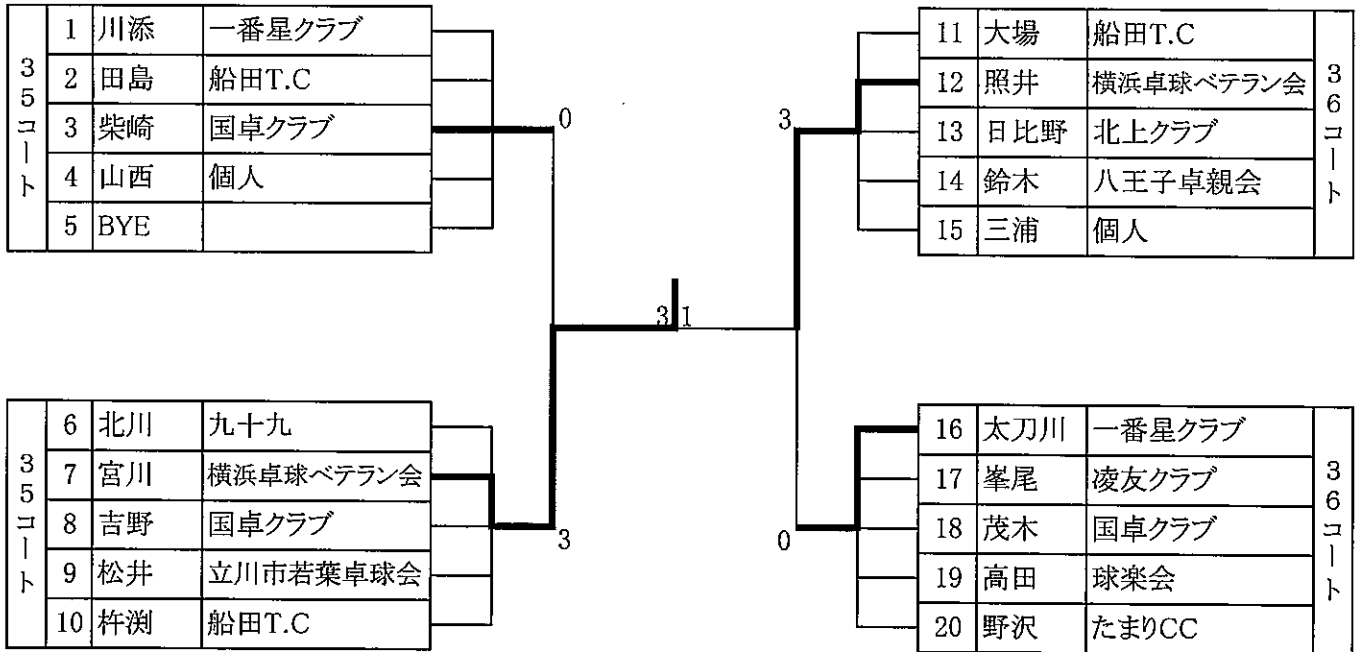 35コート
1 川添 一番星クラブ
2 田島 船田T.C
3 柴崎 国卓クラブ
4 山西 個人
5 BYE
0
3
11 大場 船田T.C
12 照井 横浜卓球ベテラン会
13 日比野 北上クラブ
14 鈴木 八王子卓親会
15 三浦 個人
36コート
3 1
35コート
6 北川 九十九
7 宮川 横浜卓球ベテラン会
8 吉野 国卓クラブ
9 松井 立川市若葉卓球会
10 杵渕 船田T.C
3
0
16 太刀川 一番星クラブ
17 峯尾 凌友クラブ
18 茂木 国卓クラブ
19 高田 球楽会
20 野沢 たまりCC
36コート